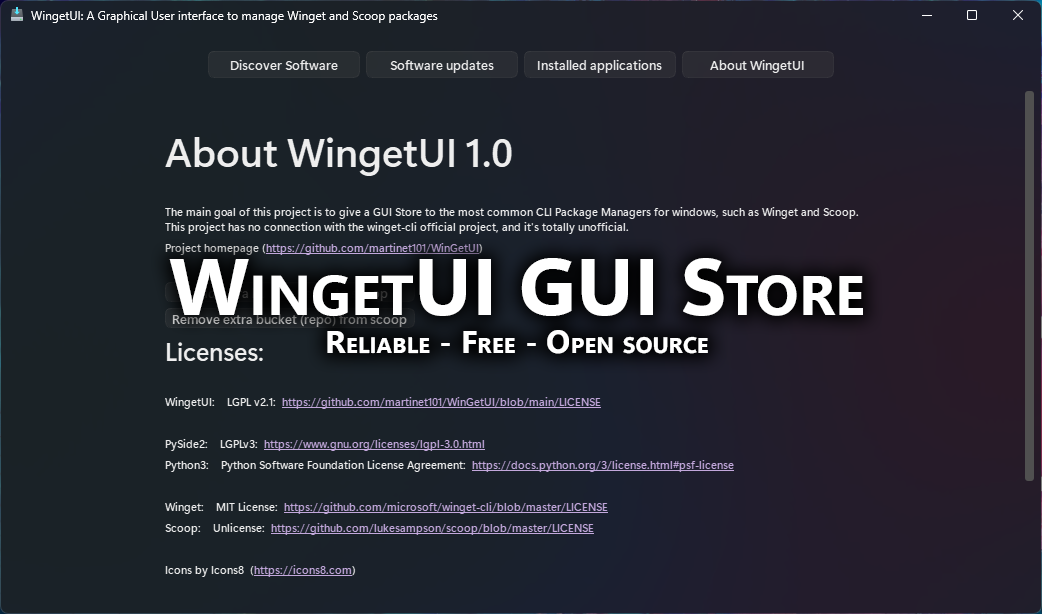 WingetUI: A Graphical User interface to manage Winget and Scoop packages
Discover Software Software updates Installed applications About WingetUI
About WingetUI 1.0
The main goal of this project is to give a GUI Store to the most common CLI Package Managers for windows, such as Winget and Scoop.
This project has no connection with the winget-cli official project, and it's totally unofficial.
Project homepage (https://github.com/martinet101/WinGetUI)
WingetUI GUI Store
Remove extra bucket (repo) from scoop
Reliable - Free - Open source
Licenses:
WingetUI: LGPL v2.1: https://github.com/martinet101/WinGetUI/blob/main/LICENSE
PySide2: LGPLv3: https://www.gnu.org/licenses/lgpl-3.0.html
Python3: Python Software Foundation License Agreement: https://docs.python.org/3/license.html#psf-license
Winget: MIT License: https://github.com/microsoft/winget-cli/blob/master/LICENSE
Scoop: Unlicense: https://github.com/lukesampson/scoop/blob/master/LICENSE
Icons by Icons8 (https://icons8.com)